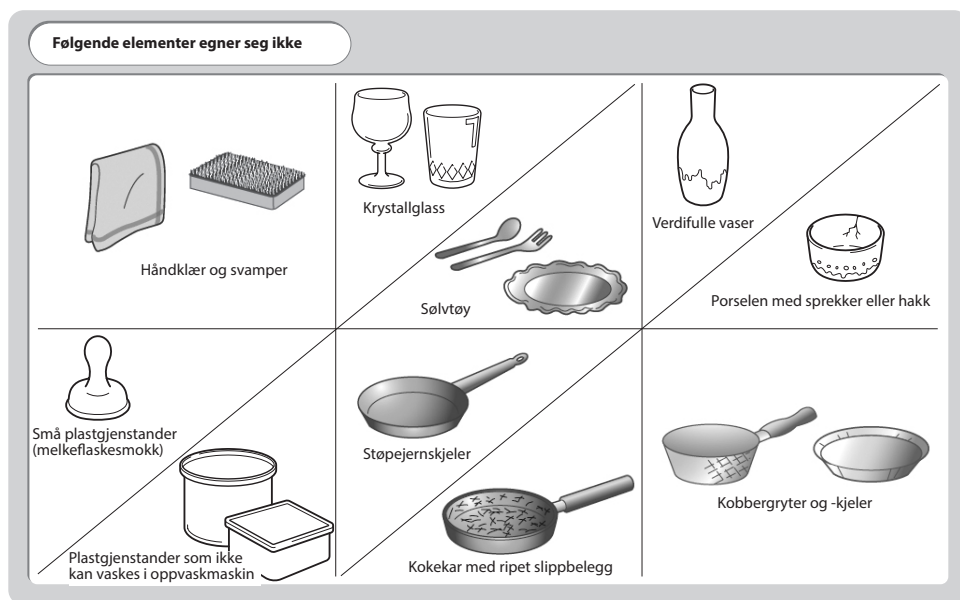 Følgende elementer egner seg ikke
Håndklær og svamper
Krystallglass
Sølvtøy
Verdifulle vaser
Porselen med sprekker eller hakk
Små plastgjenstander
(melkeflaskesmokk)
Plastgjenstander som ikke
kan vaskes i oppvaskmaskin
Støpejernskjeler
Kokekar med ripet slippbelegg
Kobbergryter og -kjeler